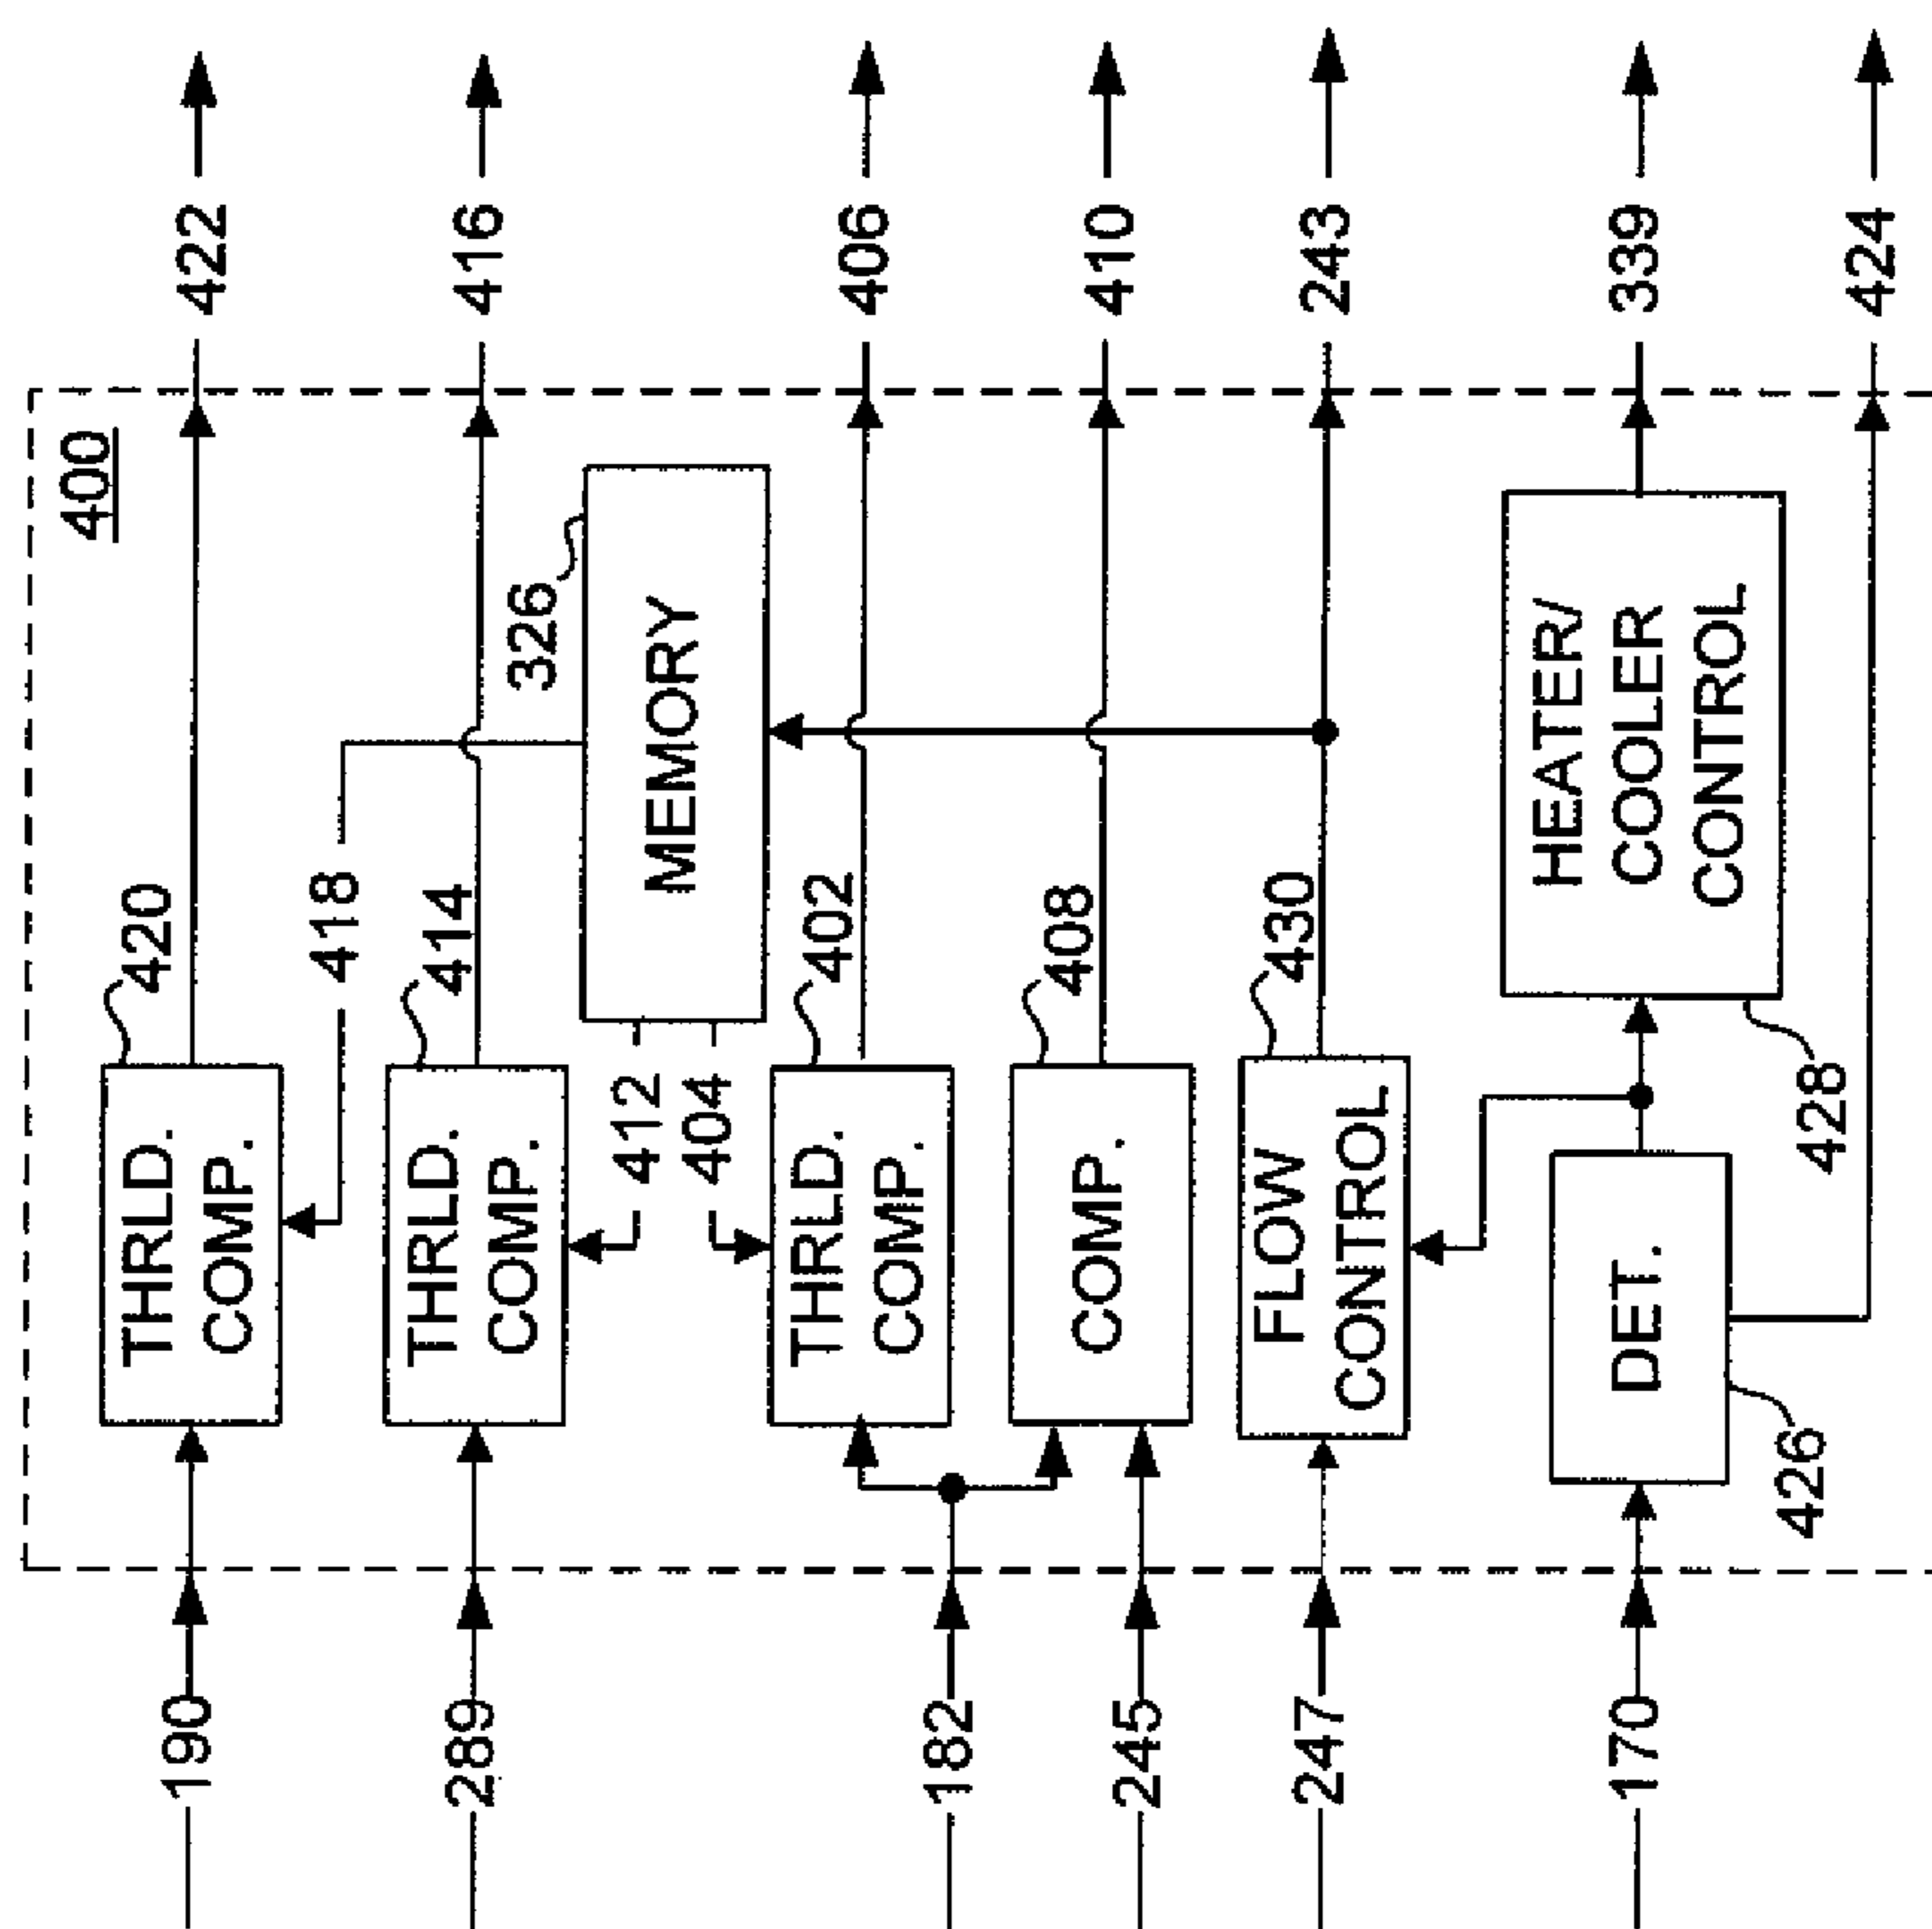 400
190
THRLD.
COMP.
420
422
418
289
THRLD.
COMP.
414
416
326
MEMORY
412
404
182
THRLD.
COMP.
402
406
245
COMP.
408
410
247
FLOW
CONTROL
430
243
170
DET.
426
HEATER/
COOLER
CONTROL
428
339
424